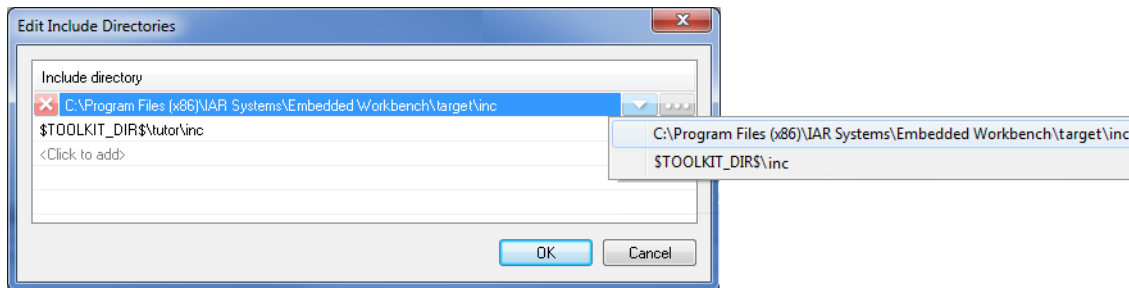 Edit Include Directories
Include directory
C:\Program Files (x86)\IAR Systems\Embedded Workbench\target\inc
$TOOLKIT_DIR$\tutor\inc
<Click to add>
C:\Program Files (x86)\IAR Systems\Embedded Workbench\target\inc
$TOOLKIT_DIR$\inc
OK
Cancel